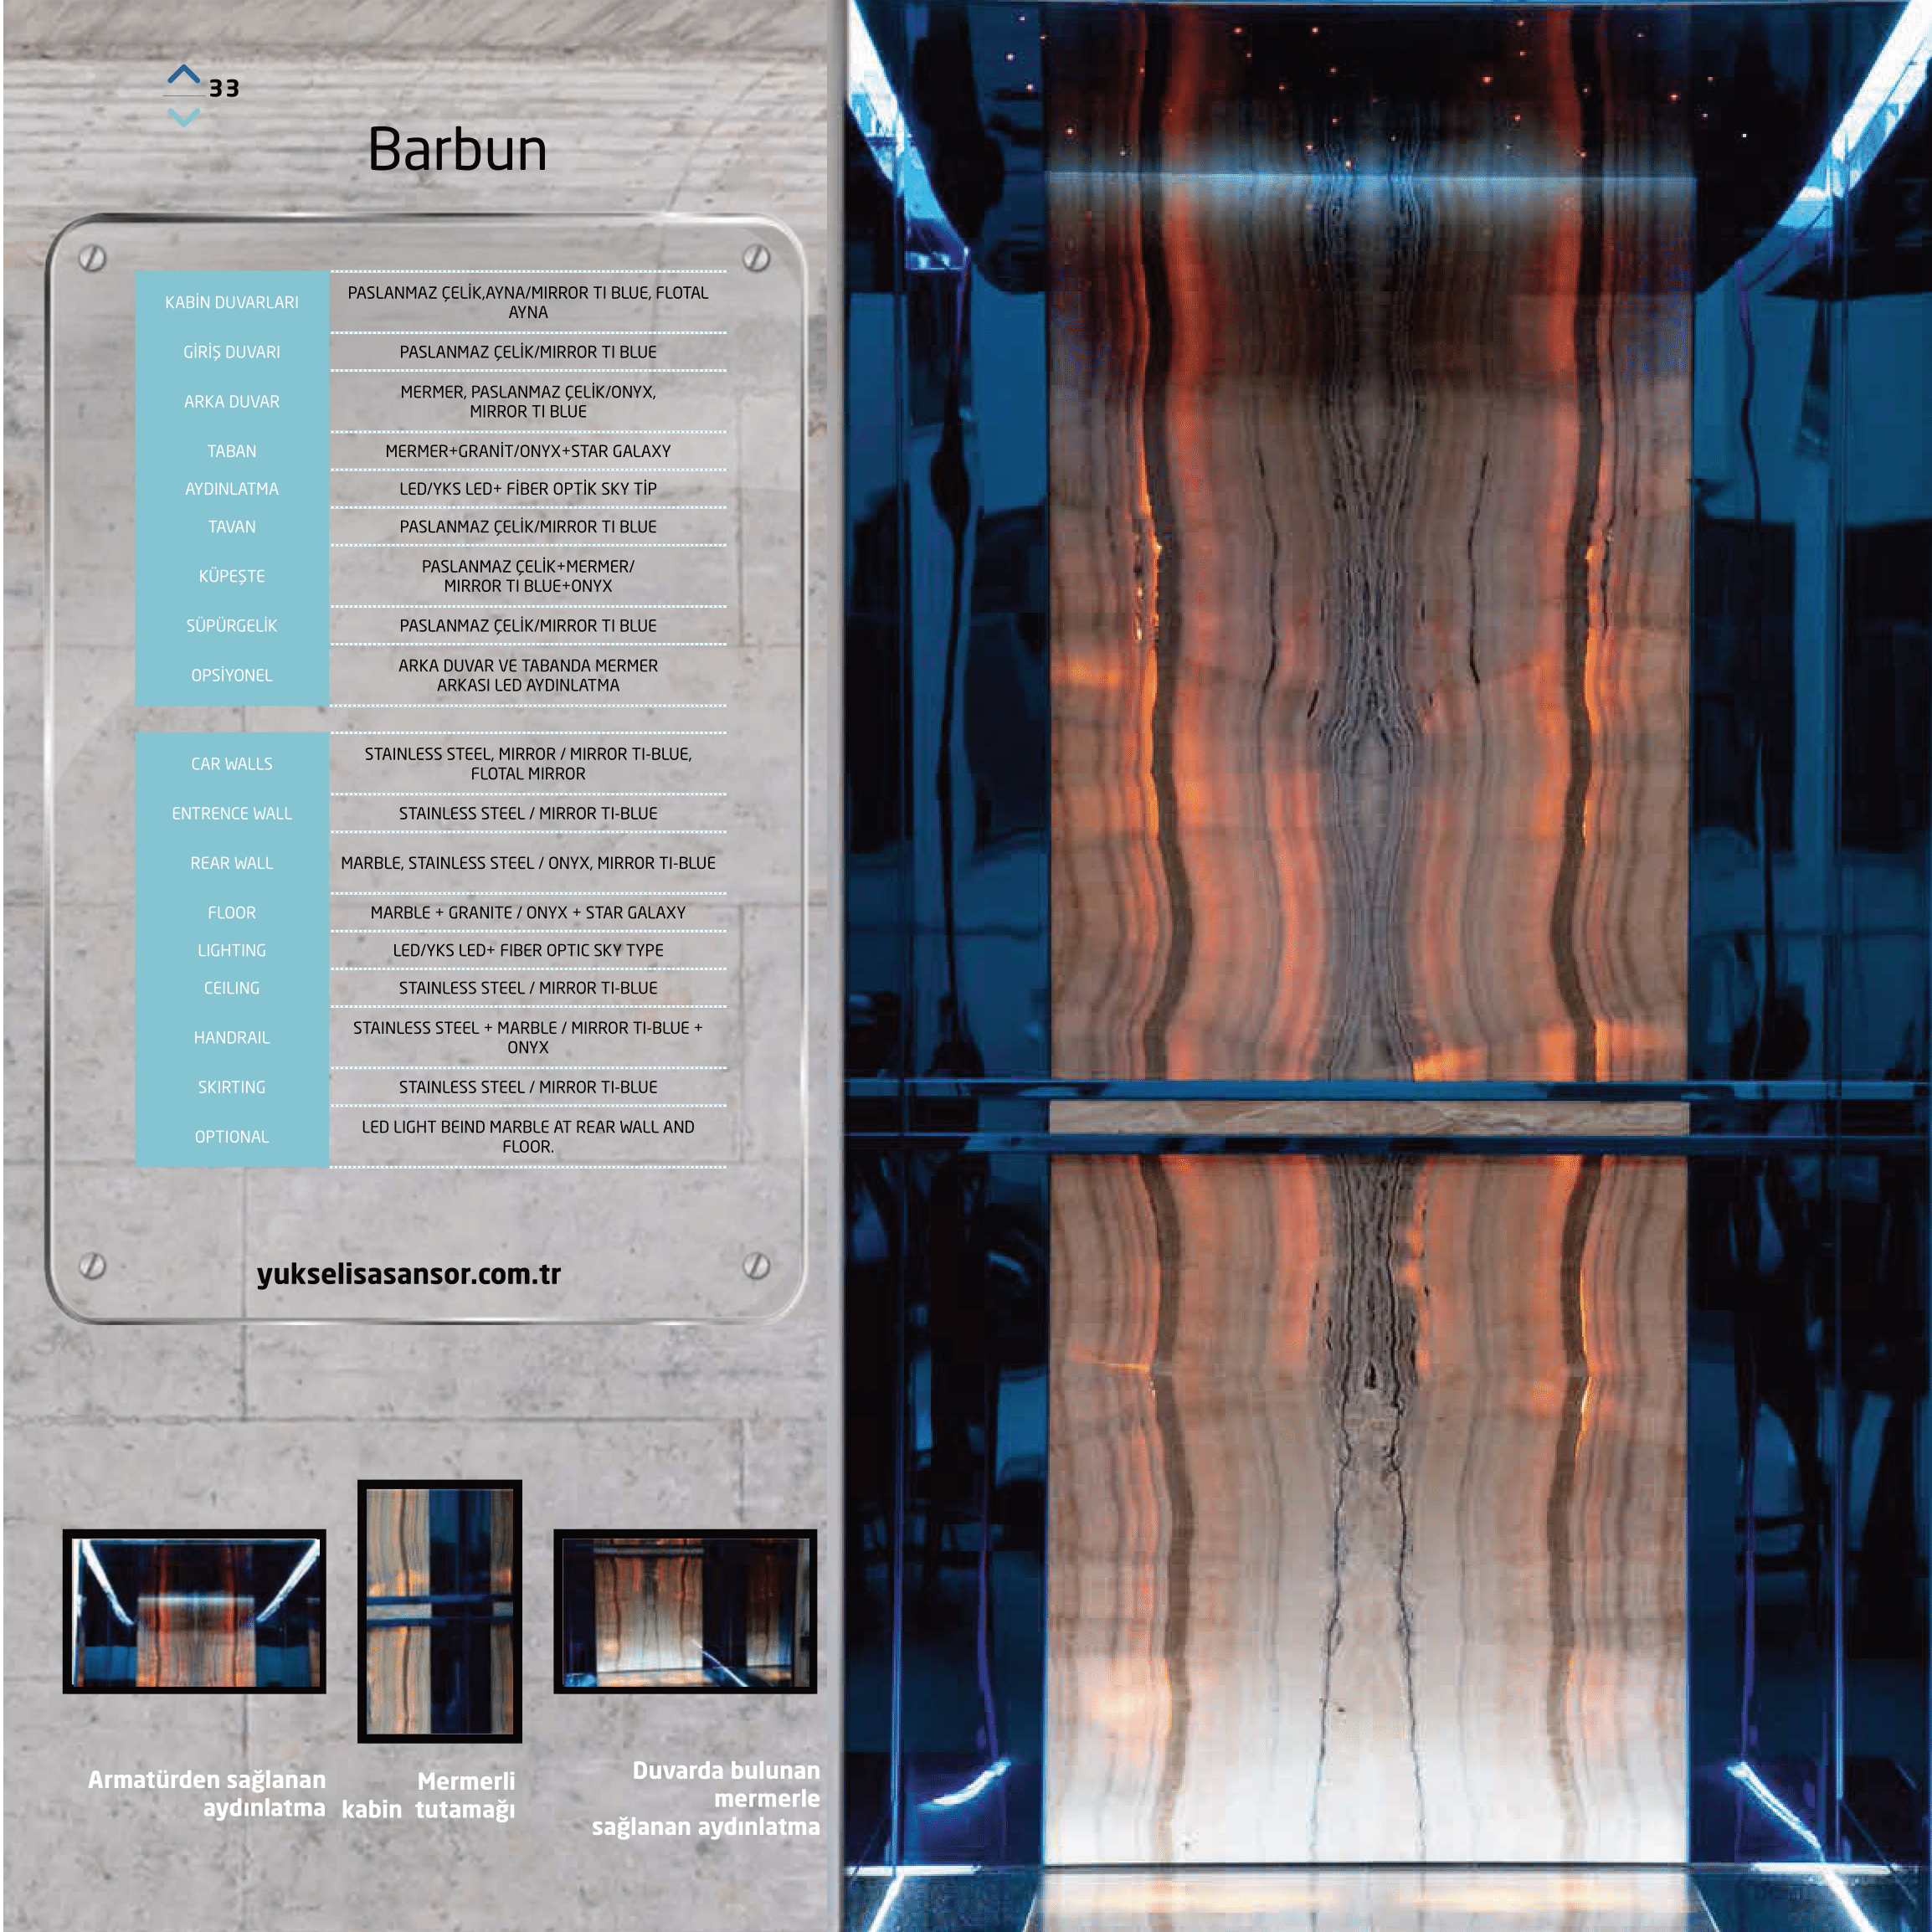 33
Barbun
KABİN DUVARLARI
PASLANMAZ ÇELİK,AYNA/MIRROR TI BLUE, FLOTAL
AYNA
GİRİŞ DUVARI
PASLANMAZ ÇELİK/MIRROR TI BLUE
ARKA DUVAR
MERMER, PASLANMAZ ÇELİK/ONYX,
MIRROR TI BLUE
TABAN
MERMER+GRANİT/ONYX+STAR GALAXY
AYDINLATMA
LED/YKS LED+ FİBER OPTİK SKY TİP
TAVAN
PASLANMAZ ÇELİK/MIRROR TI BLUE
KÜPEŞTE
PASLANMAZ ÇELİK+MERMER/
MIRROR TI BLUE+ONYX
SÜPÜRGELİK
PASLANMAZ ÇELİK/MIRROR TI BLUE
OPSİYONEL
ARKA DUVAR VE TABANDA MERMER
ARKASI LED AYDINLATMA
CAR WALLS
STAINLESS STEEL, MIRROR / MIRROR TI-BLUE,
FLOTAL MIRROR
ENTRENCE WALL
STAINLESS STEEL / MIRROR TI-BLUE
REAR WALL
MARBLE, STAINLESS STEEL / ONYX, MIRROR TI-BLUE
FLOOR
MARBLE + GRANITE / ONYX + STAR GALAXY
LIGHTING
LED/YKS LED+ FIBER OPTIC SKY TYPE
CEILING
STAINLESS STEEL / MIRROR TI-BLUE
HANDRAIL
STAINLESS STEEL + MARBLE / MIRROR TI-BLUE +
ONYX
SKIRTING
STAINLESS STEEL / MIRROR TI-BLUE
OPTIONAL
LED LIGHT BEIND MARBLE AT REAR WALL AND
FLOOR.
yukselisasansor.com.tr
Armatürden sağlanan
aydınlatma
Mermerli
kabin tutamağı
Duvarda bulunan
mermerle
sağlanan aydınlatma